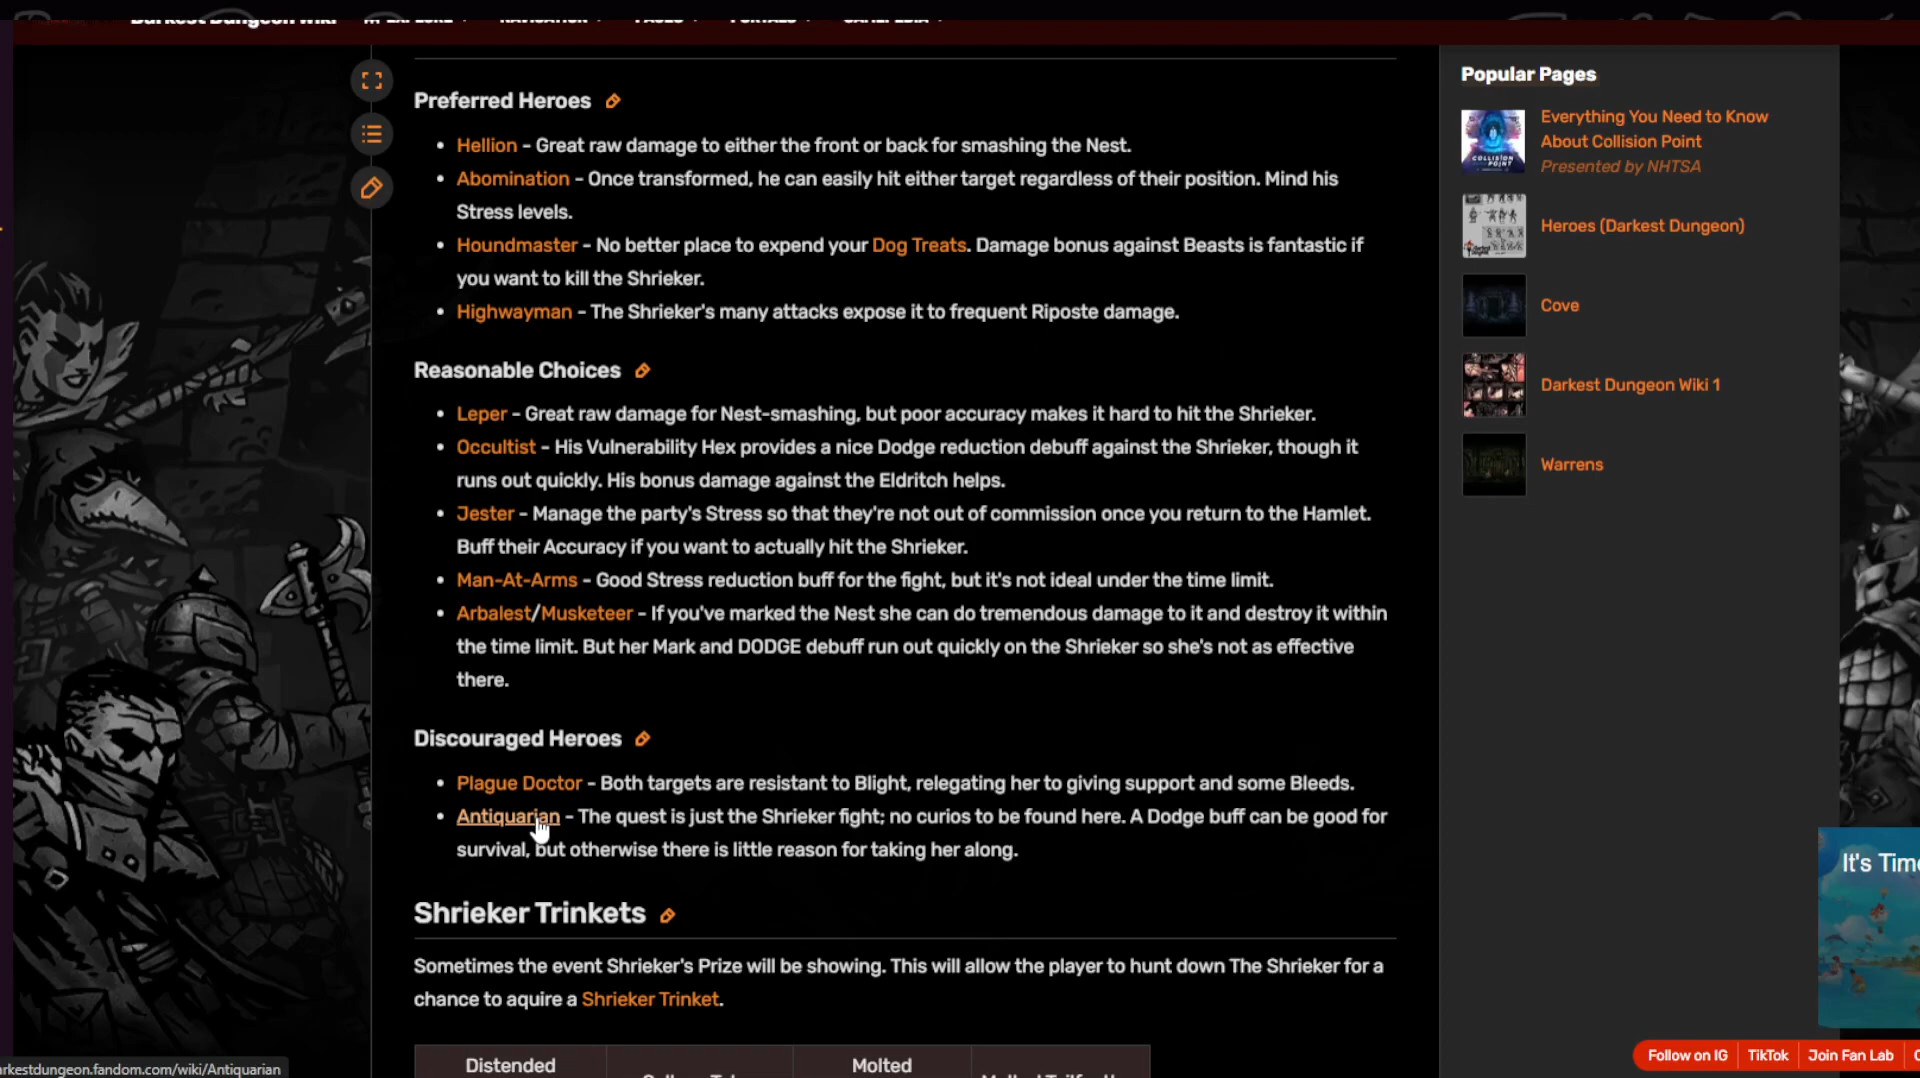 Darkest Dungeon Wiki EXPLORE NAVIGATION PAGES PORTALS GAMEPEDIA
Preferred Heroes
• Hellion - Great raw damage to either the front or back for smashing the Nest.
• Abomination - Once transformed, he can easily hit either target regardless of their position. Mind his
Stress levels.
• Houndmaster - No better place to expend your Dog Treats. Damage bonus against Beasts is fantastic if
you want to kill the Shrieker.
• Highwayman - The Shrieker's many attacks expose it to frequent Riposte damage.
Reasonable Choices
• Leper - Great raw damage for Nest-smashing, but poor accuracy makes it hard to hit the Shrieker.
• Occultist - His Vulnerability Hex provides a nice Dodge reduction debuff against the Shrieker, though it
runs out quickly. His bonus damage against the Eldritch helps.
• Jester - Manage the party's Stress so that they're not out of commission once you return to the Hamlet.
Buff their Accuracy if you want to actually hit the Shrieker.
• Man-At-Arms - Good Stress reduction buff for the fight, but it's not ideal under the time limit.
• Arbalest/Musketeer - If you've marked the Nest she can do tremendous damage to it and destroy it within
the time limit. But her Mark and DODGE debuff run out quickly on the Shrieker so she's not as effective
there.
Discouraged Heroes
• Plague Doctor - Both targets are resistant to Blight, relegating her to giving support and some Bleeds.
• Antiquarian - The quest is just the Shrieker fight; no curios to be found here. A Dodge buff can be good for
survival, but otherwise there is little reason for taking her along.
Shrieker Trinkets
Sometimes the event Shrieker's Prize will be showing. This will allow the player to hunt down The Shrieker for a
chance to aquire a Shrieker Trinket.
Distended
Molted
Popular Pages
COLLISION
POINT
Everything You Need to Know
About Collision Point
Presented by NHTSA
Heroes (Darkest Dungeon)
Cove
Darkest Dungeon Wiki 1
Warrens
It's Time
Follow on IG TikTok Join Fan Lab
arkestdungeon.fandom.com/wiki/Antiquarian